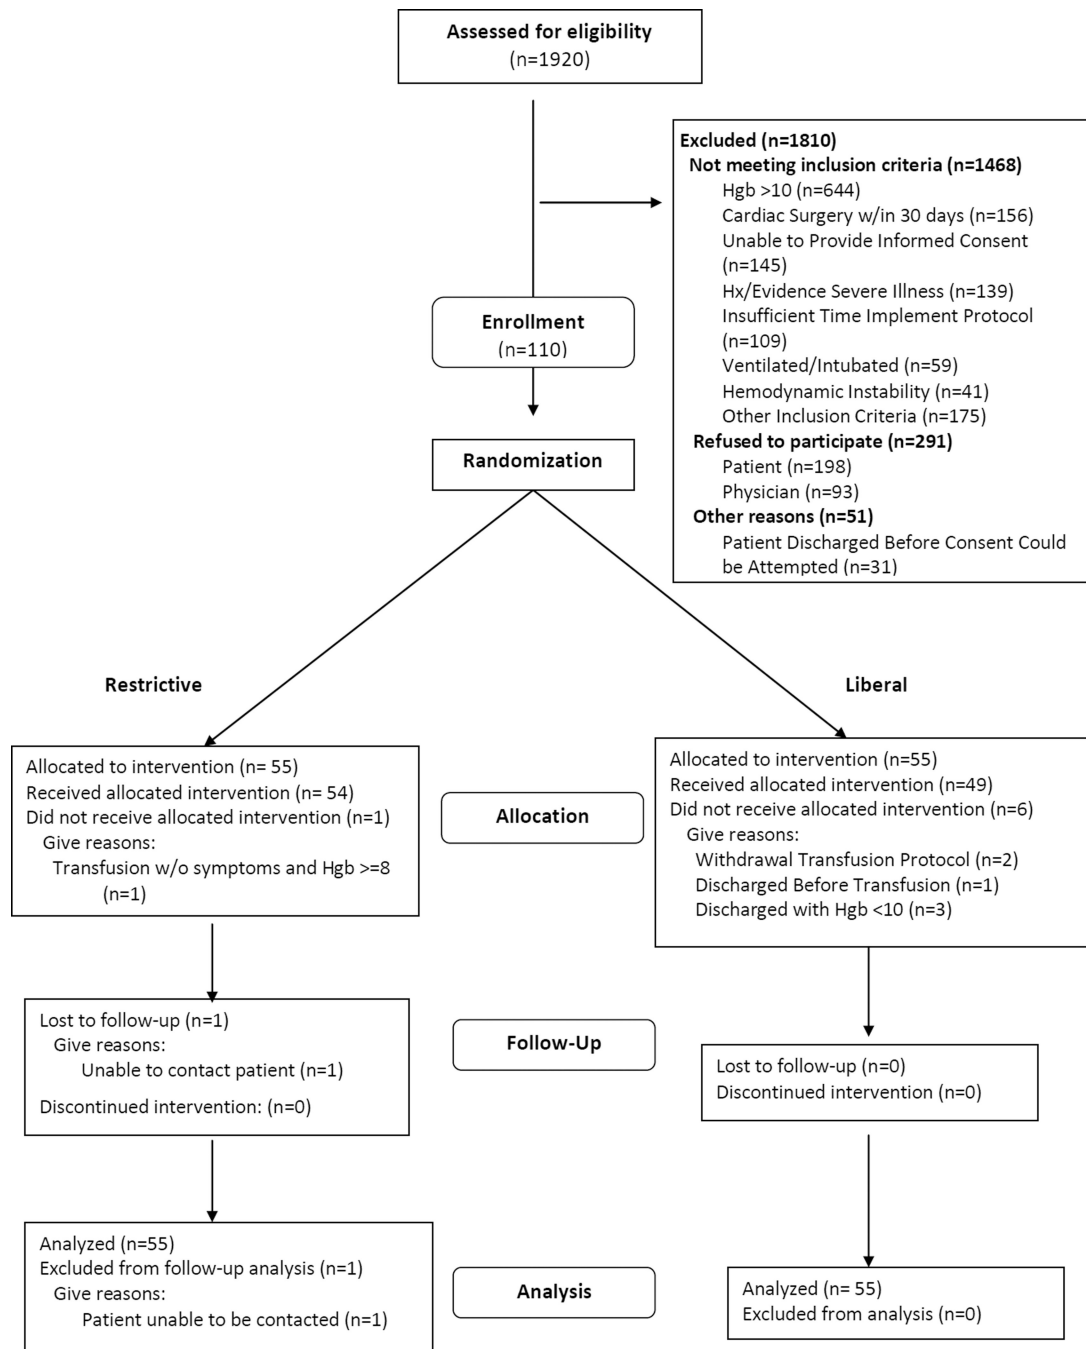 Assessed for eligibility
(n=1920)
Excluded (n=1810)
Not meeting inclusion criteria (n=1468)
Hgb >10 (n=644)
Cardiac Surgery w/in 30 days (n=156)
Unable to Provide Informed Consent
(n=145)
Hx/Evidence Severe Illness (n=139)
Insufficient Time Implement Protocol
(n=109)
Ventilated/Intubated (n=59)
Hemodynamic Instability (n=41)
Other Inclusion Criteria (n=175)
Refused to participate (n=291)
Patient (n=198)
Physician (n=93)
Other reasons (n=51)
Patient Discharged Before Consent Could
be Attempted (n=31)
Enrollment
(n=110)
Randomization
Restrictive
Liberal
Allocated to intervention (n= 55)
Received allocated intervention (n= 54)
Did not receive allocated intervention (n=1)
Give reasons:
Transfusion w/o symptoms and Hgb >=8
(n=1)
Allocation
Allocated to intervention (n=55)
Received allocated intervention (n=49)
Did not receive allocated intervention (n=6)
Give reasons:
Withdrawal Transfusion Protocol (n=2)
Discharged Before Transfusion (n=1)
Discharged with Hgb <10 (n=3)
Lost to follow-up (n=1)
Give reasons:
Unable to contact patient (n=1)
Discontinued intervention: (n=0)
Follow-Up
Lost to follow-up (n=0)
Discontinued intervention (n=0)
Analyzed (n=55)
Excluded from follow-up analysis (n=1)
Give reasons:
Patient unable to be contacted (n=1)
Analysis
Analyzed (n= 55)
Excluded from analysis (n=0)